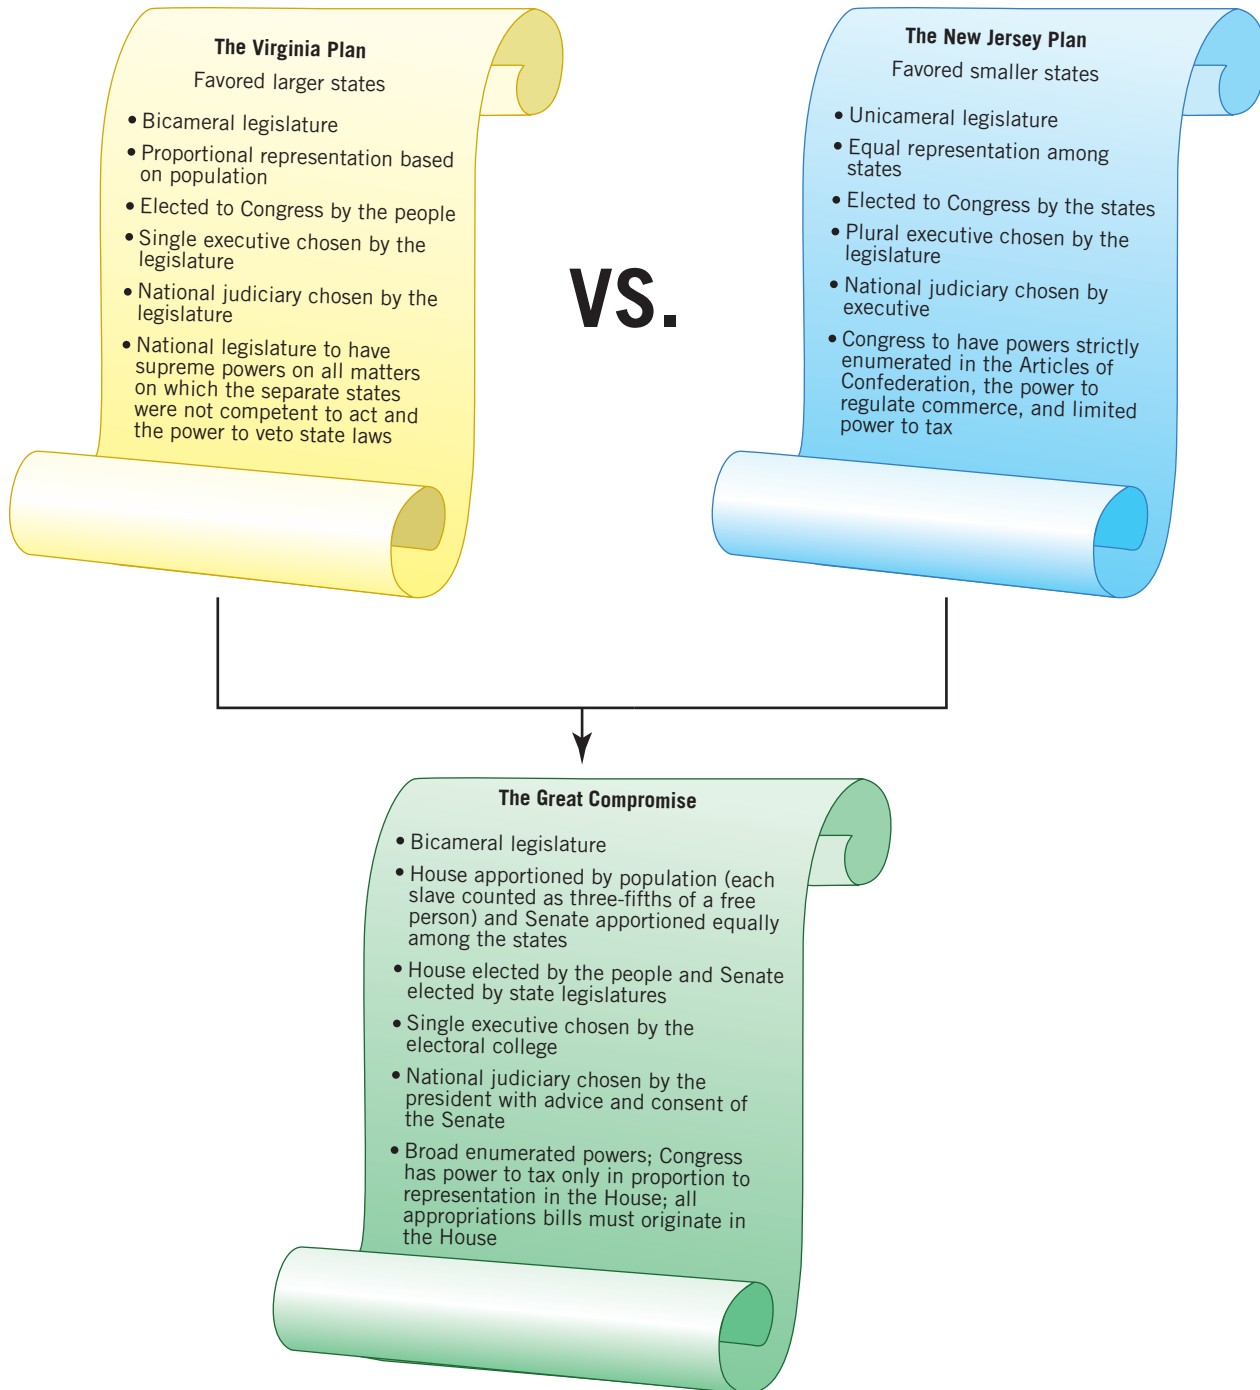 The Virginia Plan
Favored larger states
• Bicameral legislature
• Proportional representation based
on population
• Elected to Congress by the people
• Single executive chosen by the
legislature
• National judiciary chosen by the
legislature
• National legislature to have
supreme powers on all matters
on which the separate states
were not competent to act and
the power to veto state laws
VS.
The New Jersey Plan
Favored smaller states
• Unicameral legislature
• Equal representation among
states
• Elected to Congress by the states
• Plural executive chosen by the
legislature
• National judiciary chosen by
executive
• Congress to have powers strictly
enumerated in the Articles of
Confederation, the power to
regulate commerce, and limited
power to tax
The Great Compromise
• Bicameral legislature
• House apportioned by population (each
slave counted as three-fifths of a free
person) and Senate apportioned equally
among the states
• House elected by the people and Senate
elected by state legislatures
• Single executive chosen by the
electoral college
• National judiciary chosen by the
president with advice and consent of
the Senate
• Broad enumerated powers; Congress
has power to tax only in proportion to
representation in the House; all
appropriations bills must originate in
the House